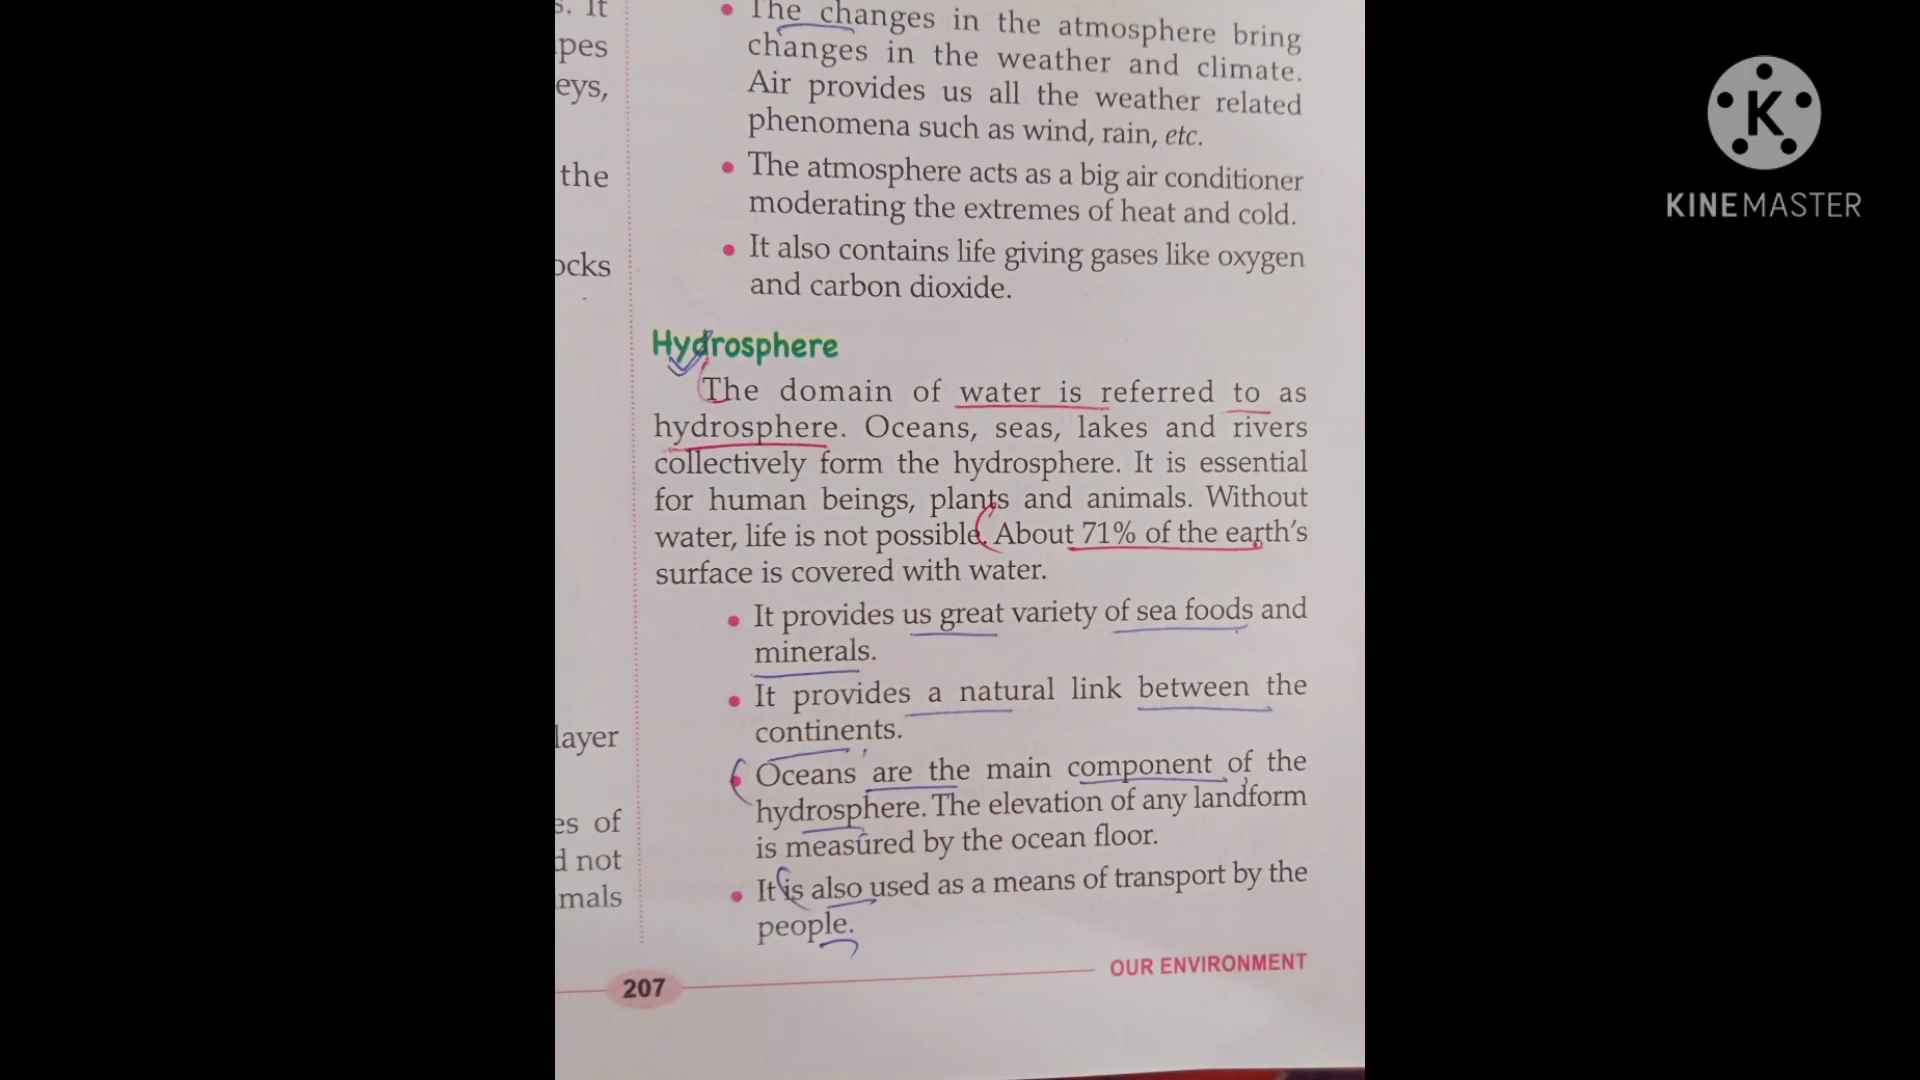 s. It
pes
eys,
the
ocks
layer
es of
d not
mals
• The changes in the atmosphere bring
changes in the weather and climate.
Air provides us all the weather related
phenomena such as wind, rain, etc.
• The atmosphere acts as a big air conditioner
moderating the extremes of heat and cold.
• It also contains life giving gases like oxygen
and carbon dioxide.
Hydrosphere
The domain of water is referred to as
hydrosphere. Oceans, seas, lakes and rivers
collectively form the hydrosphere. It is essential
for human beings, plants and animals. Without
water, life is not possible. About 71% of the earth's
surface is covered with water.
• It provides us great variety of sea foods and
minerals.
• It provides a natural link between the
continents.
• Oceans are the main component of the
hydrosphere. The elevation of any landform
is measured by the ocean floor.
• It is also used as a means of transport by the
people.
207
OUR ENVIRONMENT
K
KINEMASTER